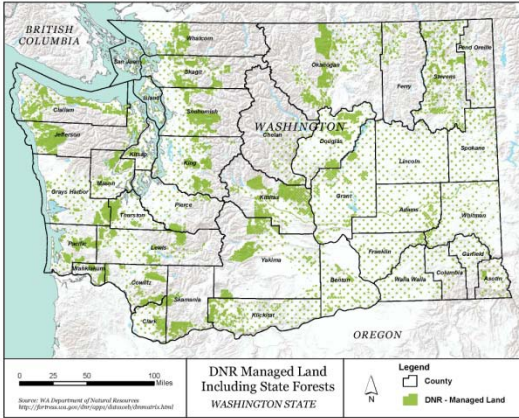 BRITISH
COLUMBIA
Whatcom
San Juan
Skagit
Island
Snohomish
Okanogan
Ferry
Stevens
Pend Oreille
Clallam
Jefferson
Kitsap
King
WASHINGTON
Chelan
Douglas
Lincoln
Spokane
Grays Harbor
Mason
Kittitas
Grant
Pierce
Thurston
Adams
Whitman
Pacific
Lewis
Yakima
Franklin
Garfield
Wahkiakum
Cowlitz
Benton
Walla Walla
Columbia
Asotin
Skamania
Clark
Klickitat
OREGON
0 25 50 100
Miles
Source: WA Department of Natural Resources
DNR Managed Land
Including State Forests
WASHINGTON STATE
N
Legend
County
DNR - Managed Land